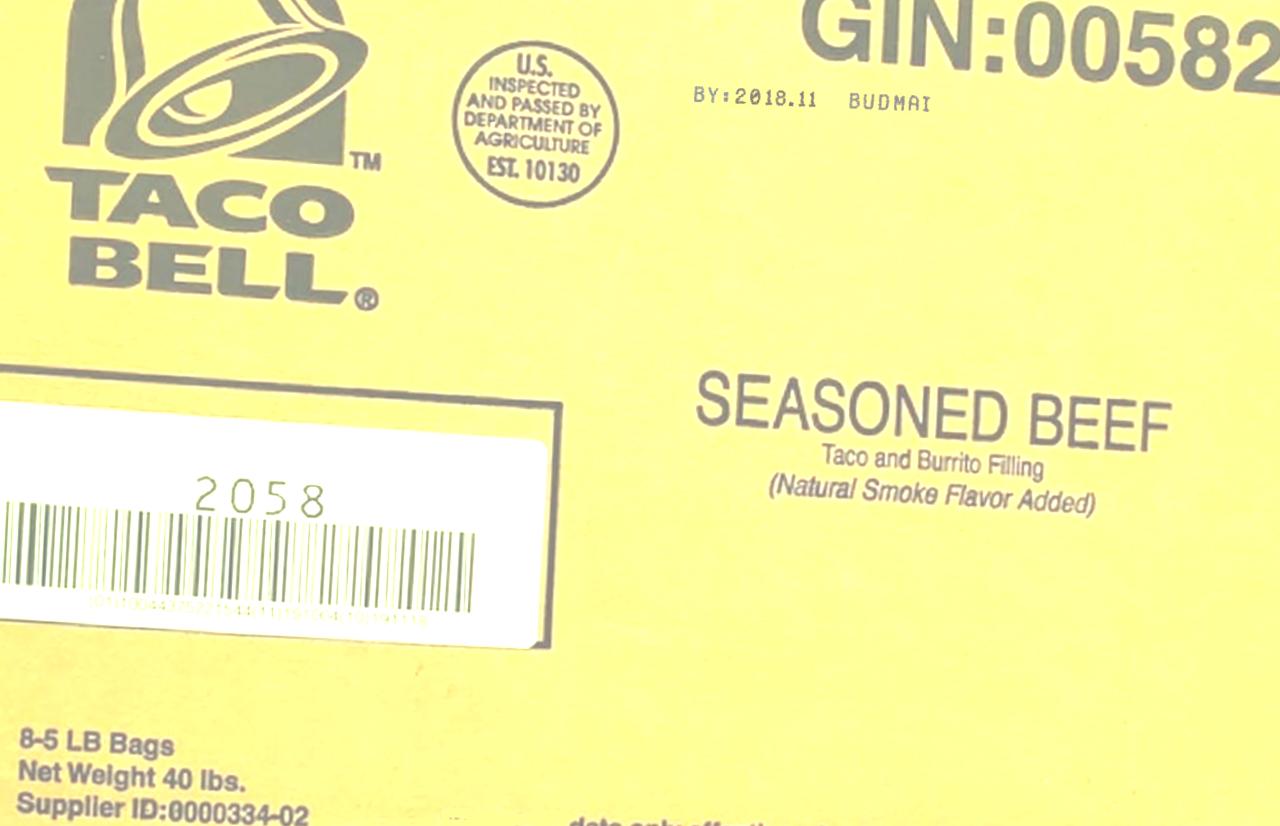 GIN:00582
BY:2018.11 BUDMAI
U.S.
INSPECTED
AND PASSED BY
DEPARTMENT OF
AGRICULTURE
EST. 10130
TM
TACO
BELL®
SEASONED BEEF
Taco and Burrito Filling
(Natural Smoke Flavor Added)
2058
8-5 LB Bags
Net Weight 40 lbs.
Supplier ID:0000334-02